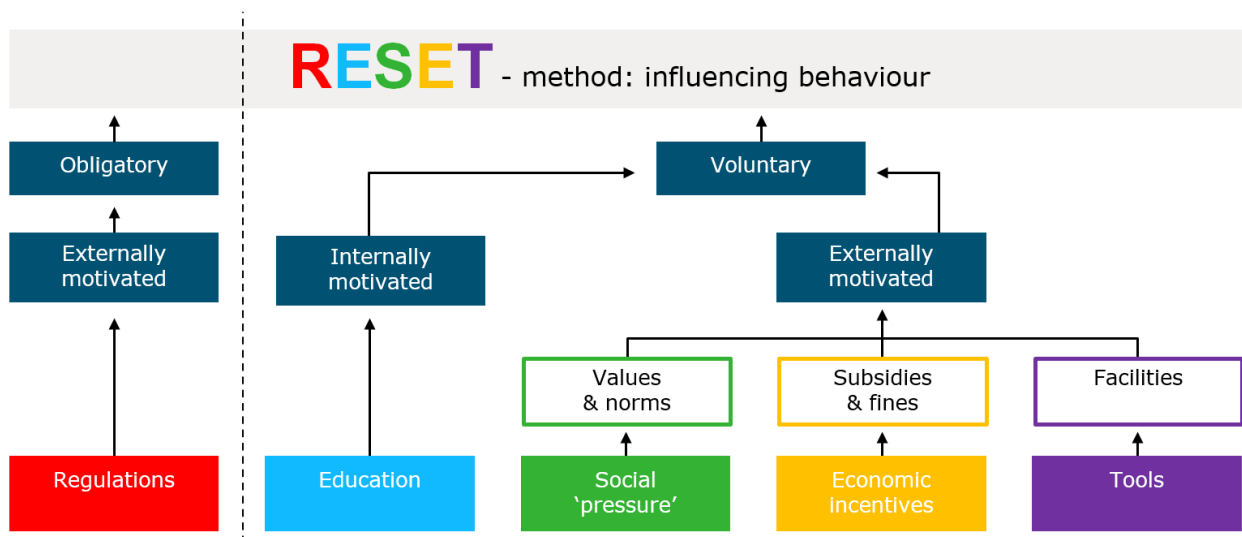 RESET - method: influencing behaviour
Obligatory
Voluntary
Externally
motivated
Internally
motivated
Externally
motivated
Values
& norms
Subsidies
& fines
Facilities
Regulations
Education
Social
‘pressure’
Economic
incentives
Tools